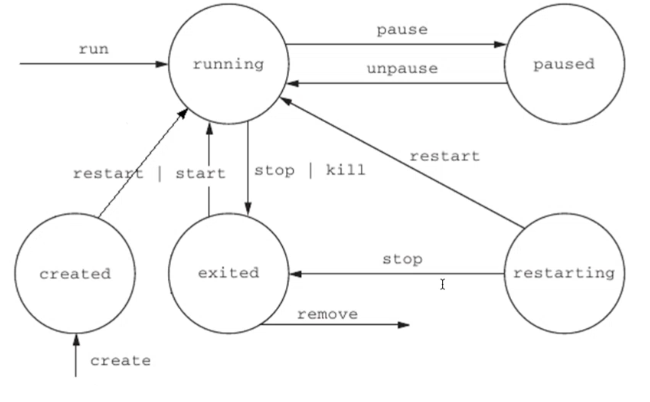 run
running
pause
unpause
paused
restart | start
stop | kill
restart
created
exited
stop
restarting
remove
create